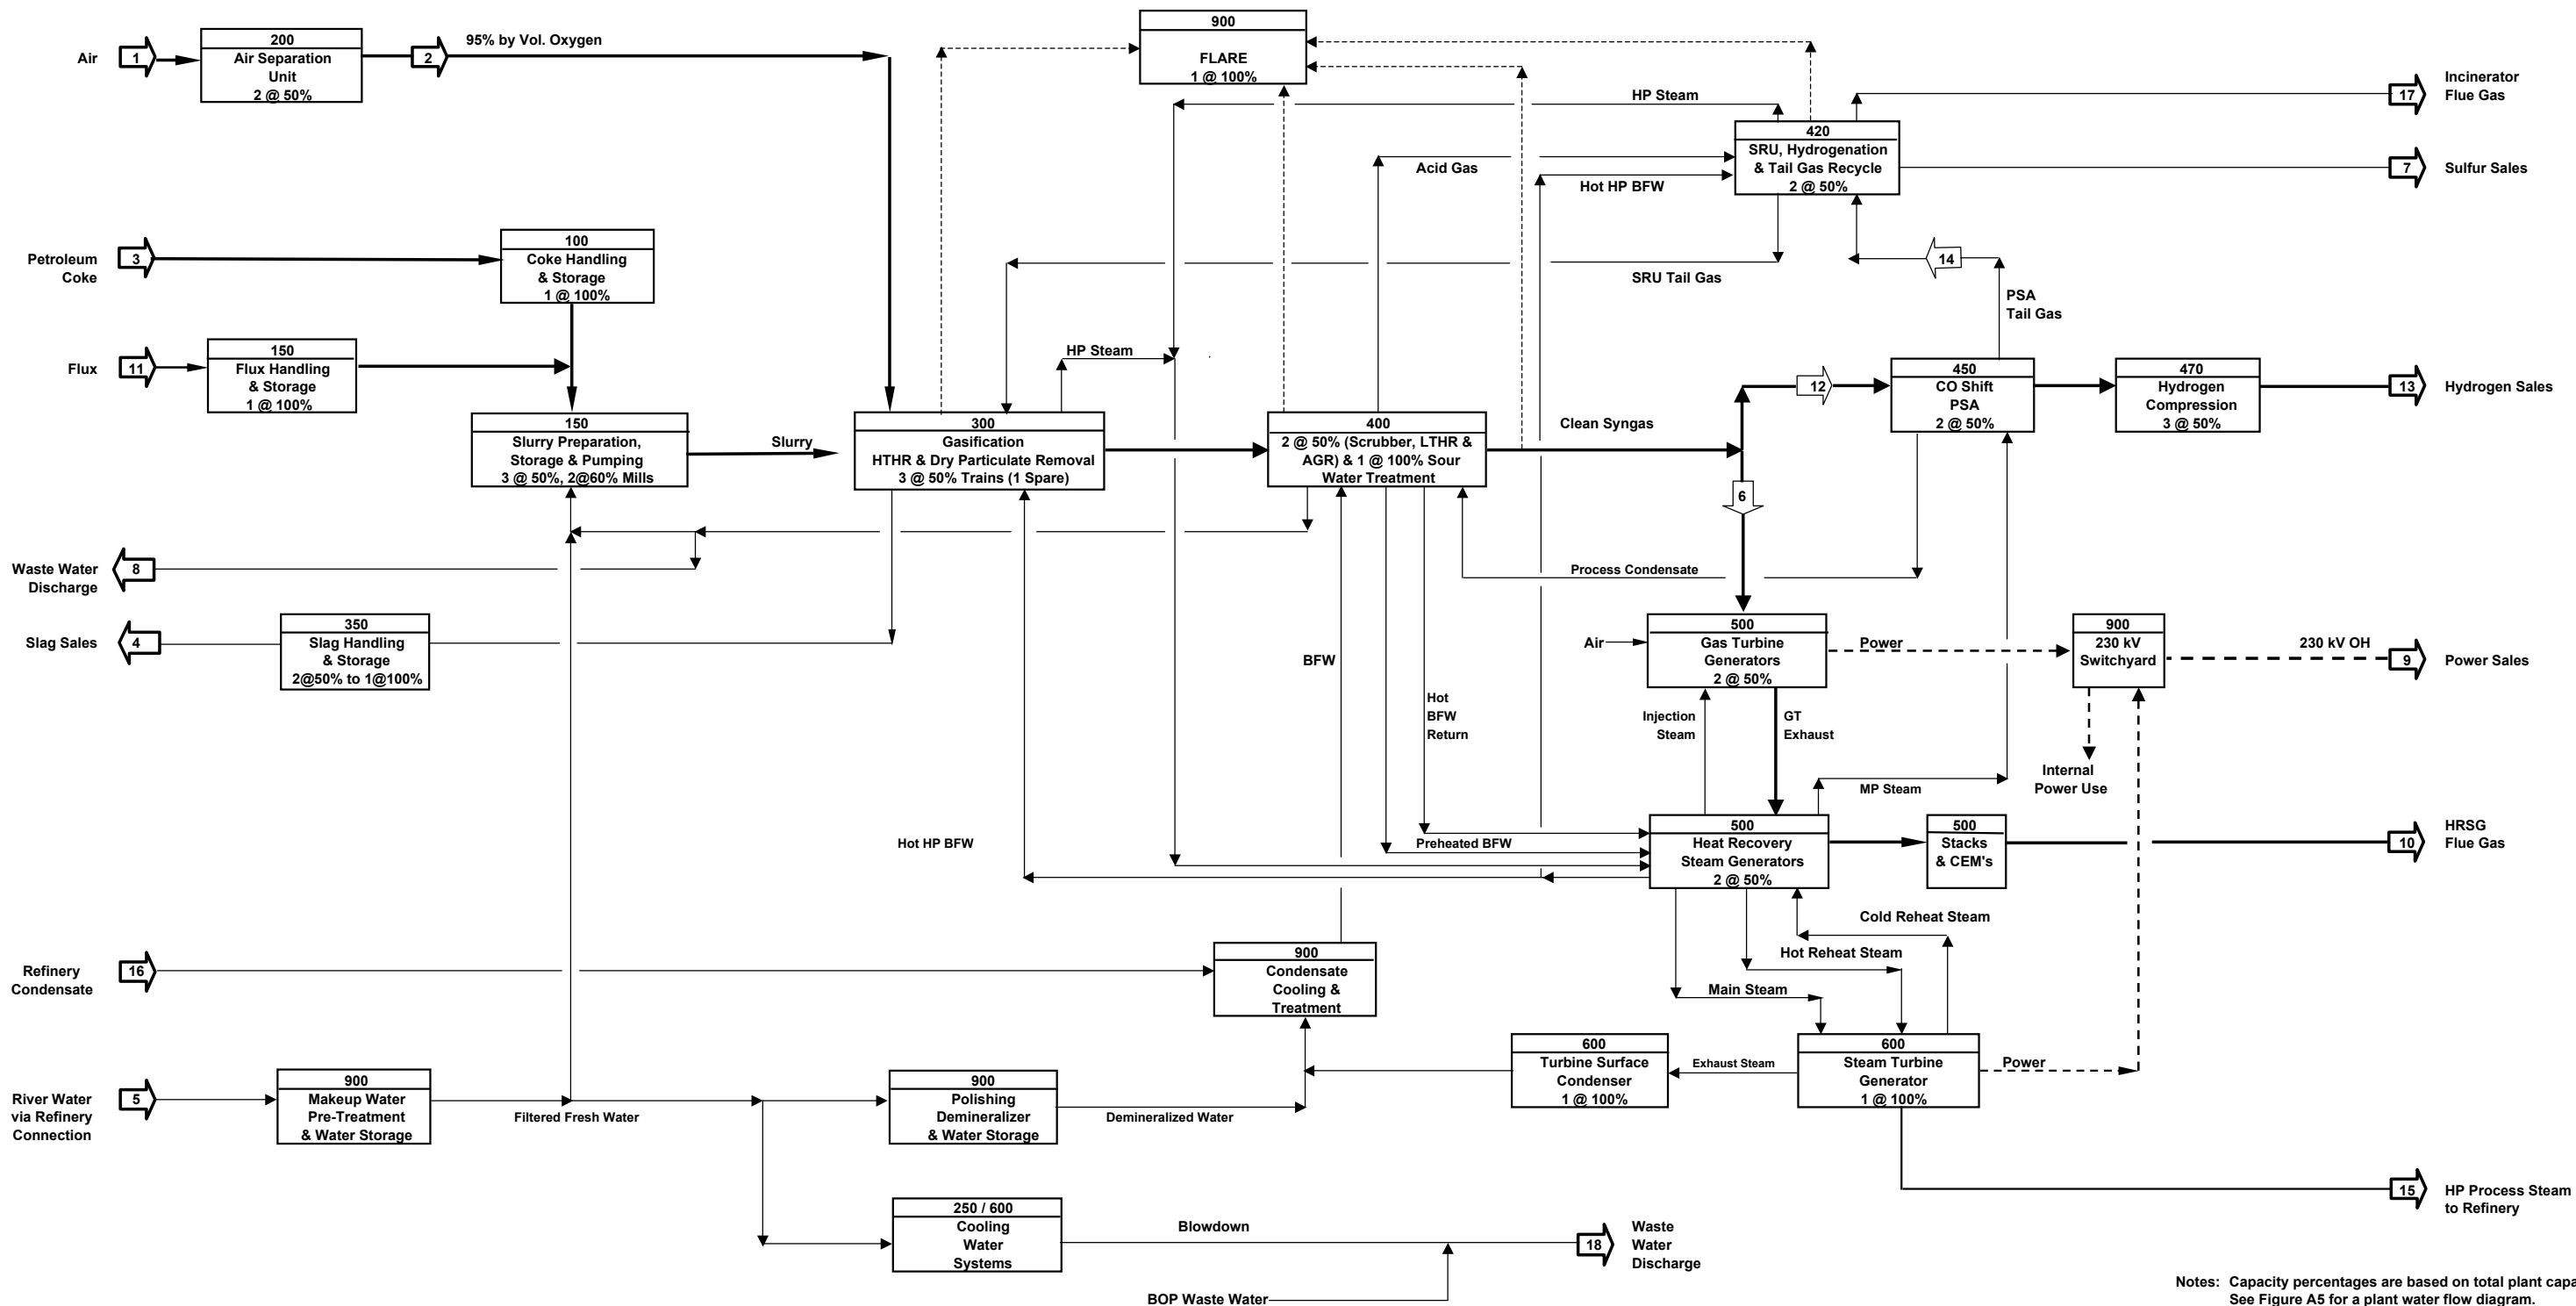 900
FLARE
1 @ 100%
Air
1
200
Air Separation
Unit
2 @ 50%
2
95% by Vol. Oxygen
HP Steam
17
Incinerator
Flue Gas
420
SRU, Hydrogenation
& Tail Gas Recycle
2 @ 50%
Acid Gas
Hot HP BFW
7
Sulfur Sales
Petroleum
Coke
3
100
Coke Handling
& Storage
1 @ 100%
SRU Tail Gas
14
PSA
Tail Gas
Flux
11
150
Flux Handling
& Storage
1 @ 100%
HP Steam
12
450
CO Shift
PSA
2 @ 50%
470
Hydrogen
Compression
3 @ 50%
13
Hydrogen Sales
150
Slurry Preparation,
Storage & Pumping
3 @ 50%, 2@60% Mills
Slurry
300
Gasification
HTHR & Dry Particulate Removal
3 @ 50% Trains (1 Spare)
400
2 @ 50% (Scrubber, LTHR &
AGR) & 1 @ 100% Sour
Water Treatment
Clean Syngas
6
Waste Water
Discharge
8
Process Condensate
Slag Sales
4
350
Slag Handling
& Storage
2@50% to 1@100%
BFW
Air
500
Gas Turbine
Generators
2 @ 50%
Power
900
230 kV
Switchyard
230 kV OH
9
Power Sales
Hot
BFW
Return
Injection
Steam
GT
Exhaust
Internal
Power Use
MP Steam
Hot HP BFW
Preheated BFW
500
Heat Recovery
Steam Generators
2 @ 50%
500
Stacks
& CEM's
10
HRSG
Flue Gas
Cold Reheat Steam
Hot Reheat Steam
Main Steam
Refinery
Condensate
16
900
Condensate
Cooling &
Treatment
River Water
via Refinery
Connection
5
900
Makeup Water
Pre-Treatment
& Water Storage
Filtered Fresh Water
900
Polishing
Demineralizer
& Water Storage
Demineralized Water
600
Turbine Surface
Condenser
1 @ 100%
Exhaust Steam
600
Steam Turbine
Generator
1 @ 100%
Power
15
HP Process Steam
to Refinery
250 / 600
Cooling
Water
Systems
Blowdown
18
Waste
Water
Discharge
BOP Waste Water
Notes: Capacity percentages are based on total plant capa
See Figure A5 for a plant water flow diagram.